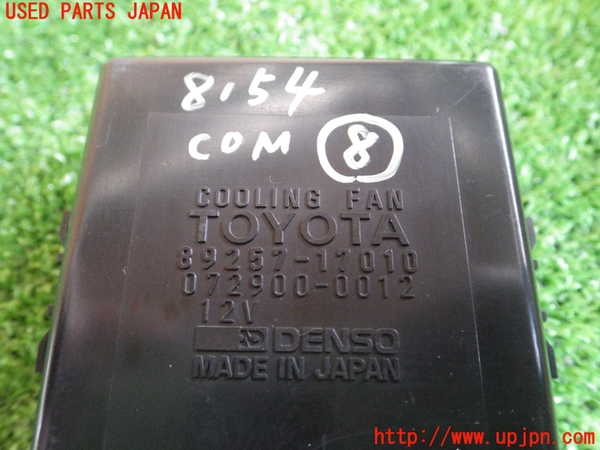 USED PARTS JAPAN
8154
COM 8
COOLING FAN
TOYOTA
89257-17010
072900-0012
12V
DENSO
MADE IN JAPAN
http://www.upjpn.com